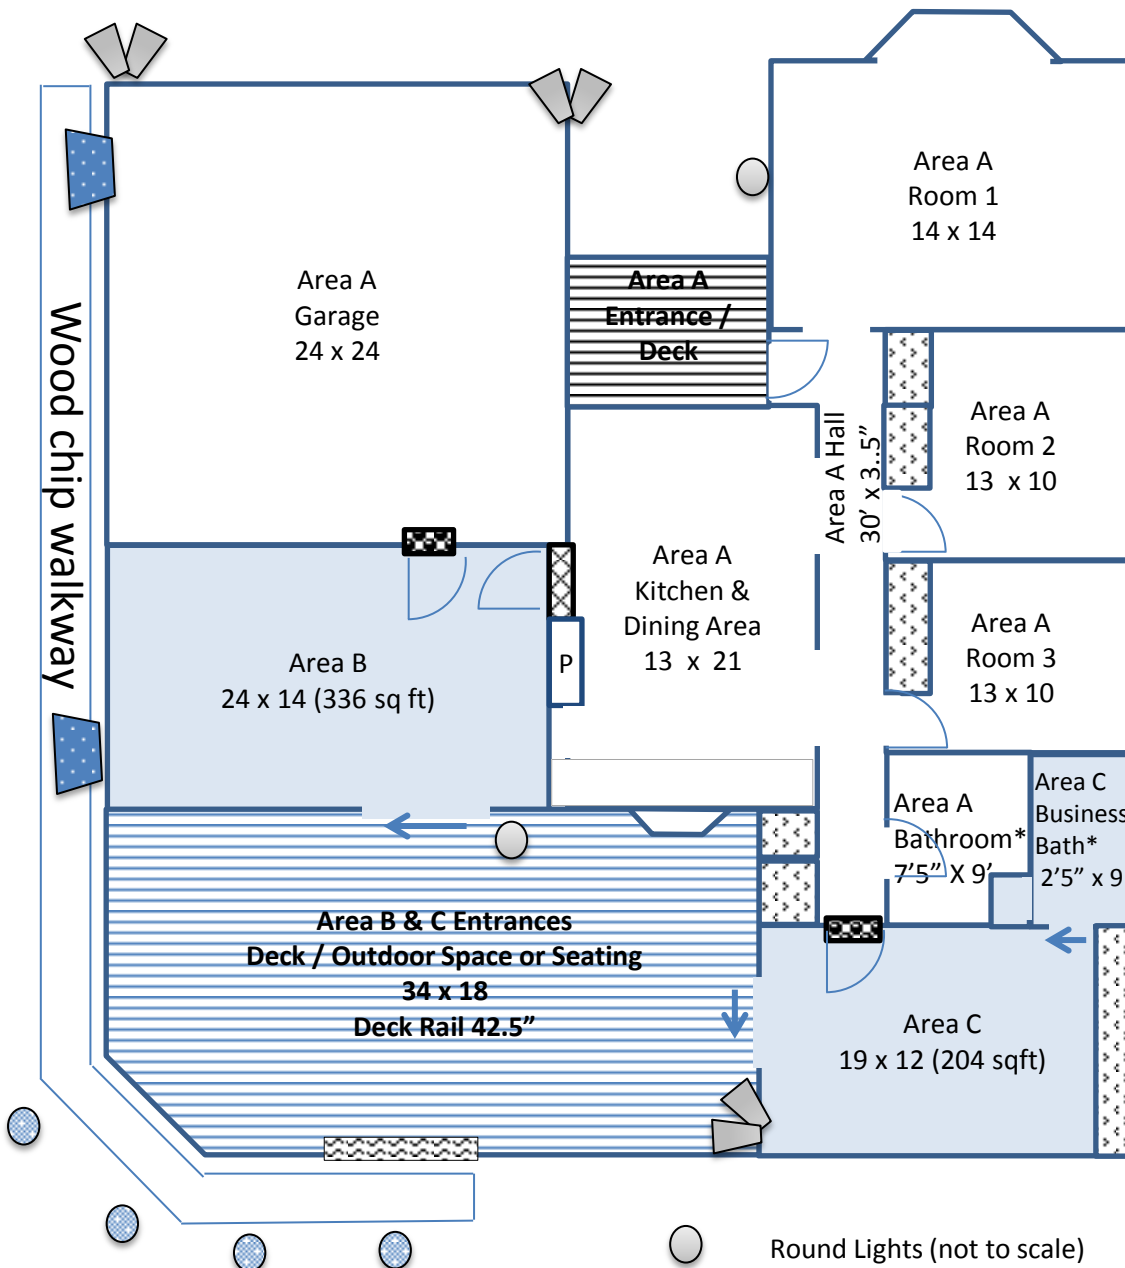 Area A
Room 1
14 x 14
Area A
Garage
24 x 24
Area A
Entrance /
Deck
Wood chip walkway
Area A Hall
30’ x 3..5”
Area A
Room 2
13 x 10
Area A
Kitchen &
Dining Area
13 x 21
Area A
Room 3
13 x 10
Area B
24 x 14 (336 sq ft)
P
Area A
Bathroom*
7’5” X 9’
Area C
Business
Bath*
2’5” x 9
Area B & C Entrances
Deck / Outdoor Space or Seating
34 x 18
Deck Rail 42.5”
Area C
19 x 12 (204 sqft)
Round Lights (not to scale)